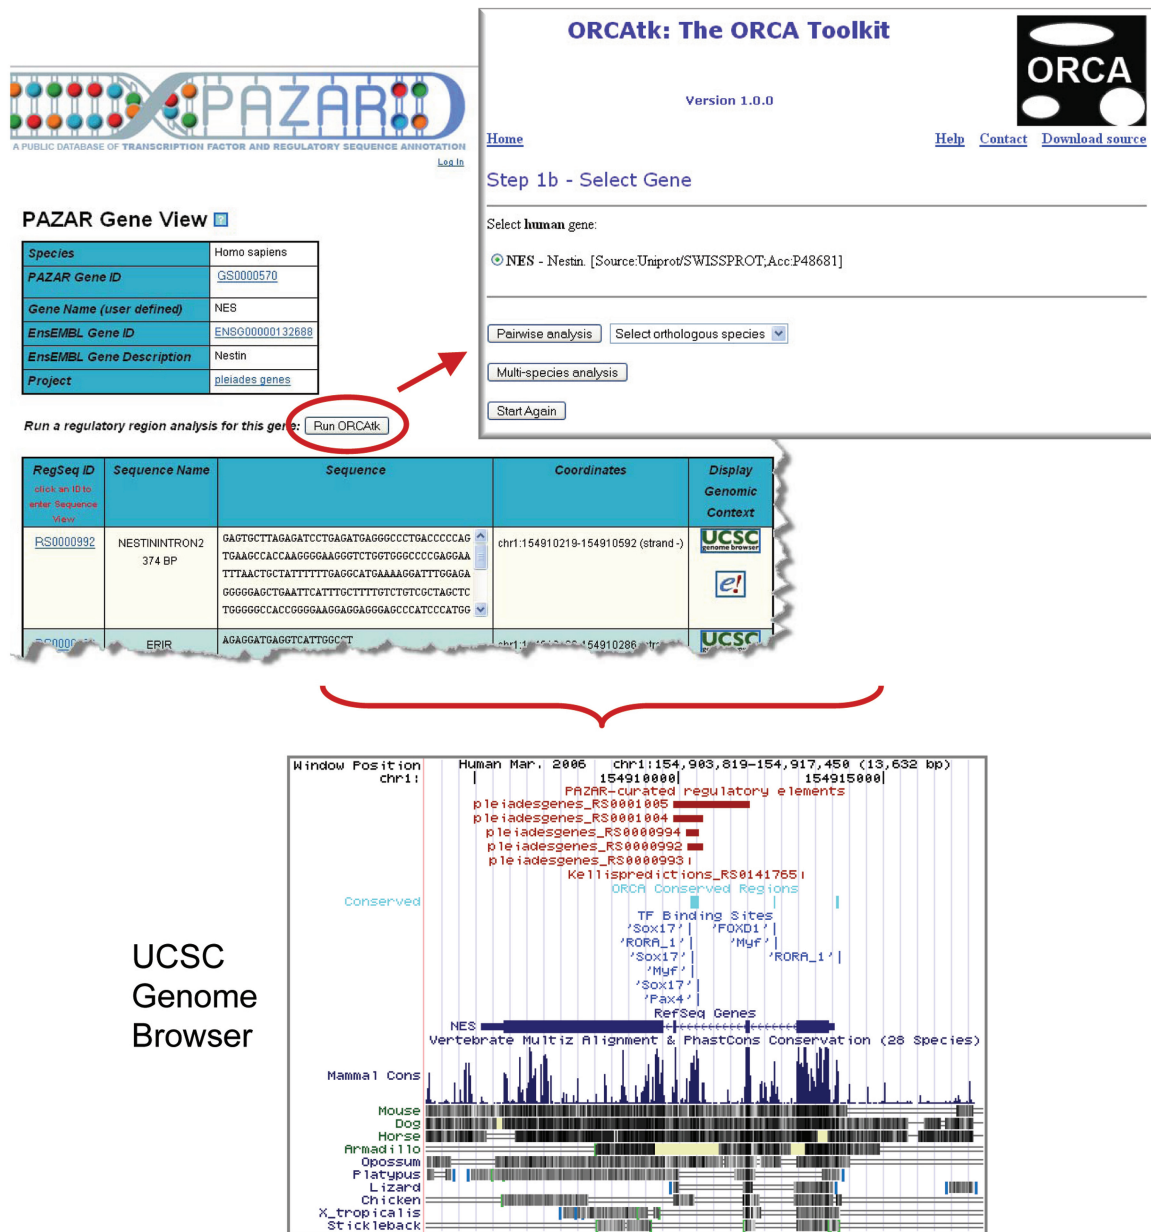 PAZAR
A PUBLIC DATABASE OF TRANSCRIPTION FACTOR AND REGULATORY SEQUENCE ANNOTATION
Log In
PAZAR Gene View ?
Species Homo sapiens
PAZAR Gene ID GS0000570
Gene Name (user defined) NES
EnsEMBL Gene ID ENSG00000132688
EnsEMBL Gene Description Nestin
Project pleiades genes
Run a regulatory region analysis for this gene: Run ORCAtk
ORCAtk: The ORCA Toolkit
ORCA
Version 1.0.0
Home Help Contact Download source
Step 1b - Select Gene
Select human gene:
NES - Nestin. [Source:Uniprot/SWISSPROT;Acc:P48681]
Pairwise analysis Select orthologous species
Multi-species analysis
Start Again
RegSeq ID Sequence Name Sequence Coordinates Display Genomic Context
click an ID to enter Sequence View
RS0000992 NESTININTRON2 374 BP
GAGTGCTTAGAGATCCTGAGATGAGGGCCCTGACCCCCAG
TGAAGCCACCAAGGGGAAGGGTCTGGTGGGCCCCGAGGAA
TTTAACTGCTATTTTTTGAGGCATGAAAAGGATTTGGAGA
GGGGGAGCTGAATTCATTTGCTTTTGTCTGTCGCTAGCTC
TGGGGGCCACCGGGGAAGGAGGAGGGAGCCCATCCCATGG
chr1:154910219-154910592 (strand -)
UCSC
genome browser
e!
ERIR AGAGGATGAGGTCATTGGCCT UCSC
UCSC
Genome
Browser
Window Position Human Mar. 2006 chr1:154,903,819-154,917,450 (13,632 bp)
chr1: 154910000| 154915000|
PAZAR-curated regulatory elements
pleiadesgenes_RS0001005
pleiadesgenes_RS0001004
pleiadesgenes_RS0000994
pleiadesgenes_RS0000992
pleiadesgenes_RS0000993
Kellispredictions_RS0141765
ORCA Conserved Regions
Conserved
TF Binding Sites
'Sox17' 'FOXD1'
'RORA_1' 'Myf'
'Sox17' 'RORA_1'
'Myf'
'Sox17'
'Pax4'
RefSeq Genes
NES
Vertebrate Multiz Alignment & PhastCons Conservation (28 Species)
Mammal Cons
Mouse
Dog
Horse
Armadillo
Opossum
Platypus
Lizard
Chicken
X_tropicalis
Stickleback